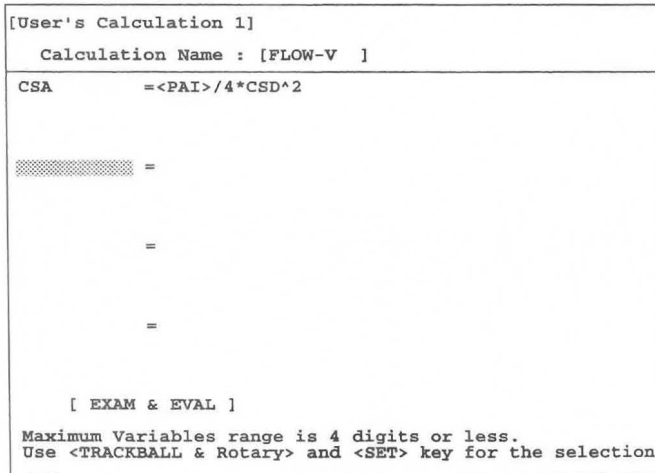 [User's Calculation 1]
Calculation Name : [FLOW-V ]
CSA =<PAI>/4*CSD^2
=
=
=
[ EXAM & EVAL ]
Maximum Variables range is 4 digits or less.
Use <TRACKBALL & Rotary> and <SET> key for the selection